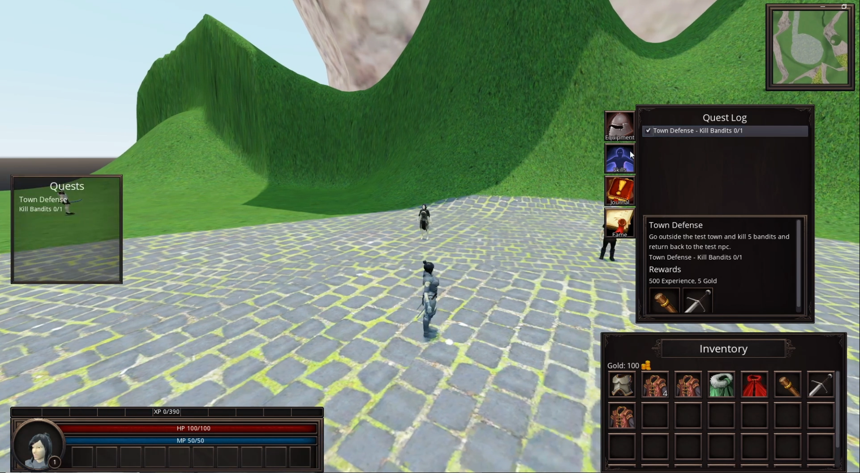 Quest Log
Equipment
✔ Town Defense - Kill Bandits 0/1
Quests
Town Defense
Kill Bandits 0/1
Fame
Town Defense
Go outside the test town and kill 5 bandits and
return back to the test npc.
Town Defense - Kill Bandits 0/1
Rewards
500 Experience, 5 Gold
Inventory
Gold: 100
XP 0/390
HP 100/100
MP 50/50
1